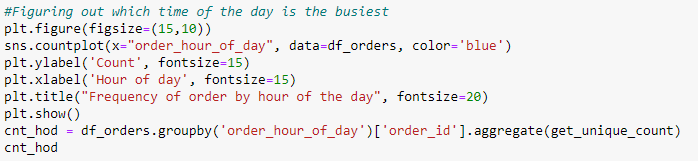 #Figuring out which time of the day is the busiest
plt.figure(figsize=(15,10))
sns.countplot(x="order_hour_of_day", data=df_orders, color='blue')
plt.ylabel('Count', fontsize=15)
plt.xlabel('Hour of day', fontsize=15)
plt.title("Frequency of order by hour of the day", fontsize=20)
plt.show()
cnt_hod = df_orders.groupby('order_hour_of_day')['order_id'].aggregate(get_unique_count)
cnt_hod